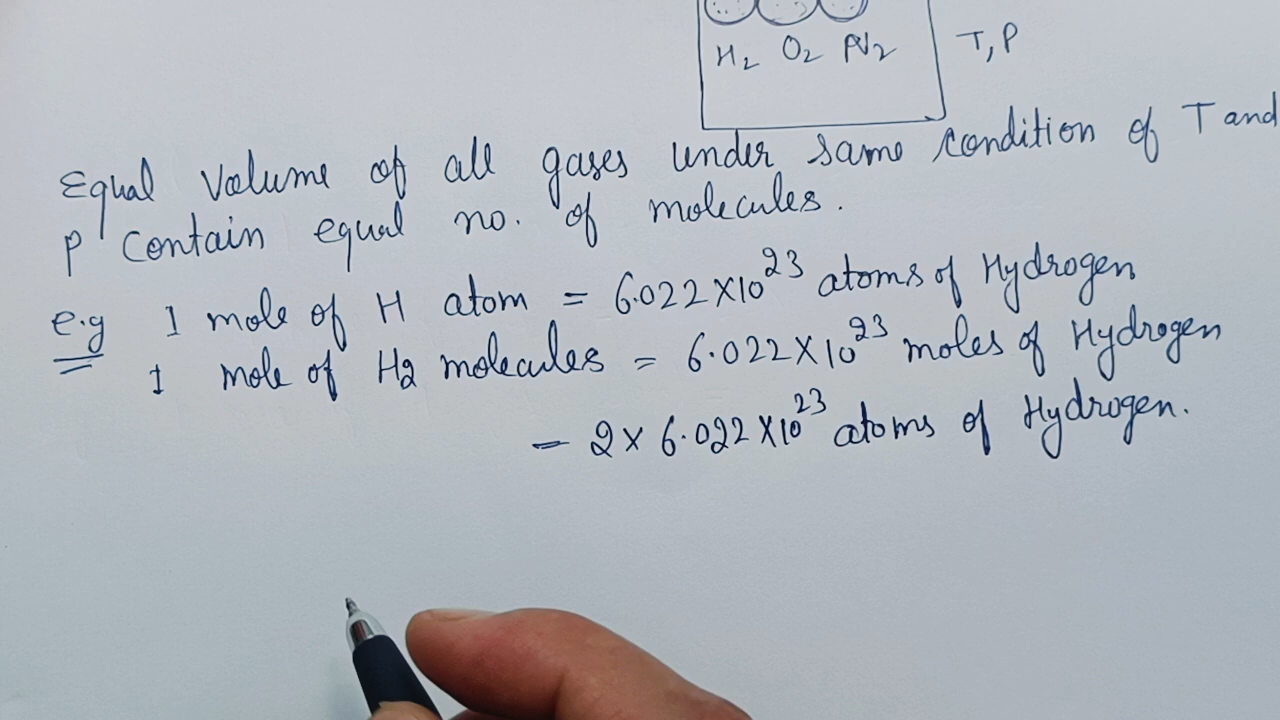 H2 O2 N2 T, P
Equal Volume of all gases under same condition of T and
P contain equal no. of molecules.
e.g 1 mole of H atom = 6.022×10^23 atoms of Hydrogen
1 mole of H2 molecules = 6.022×10^23 moles of Hydrogen
= 2× 6.022×10^23 atoms of Hydrogen.